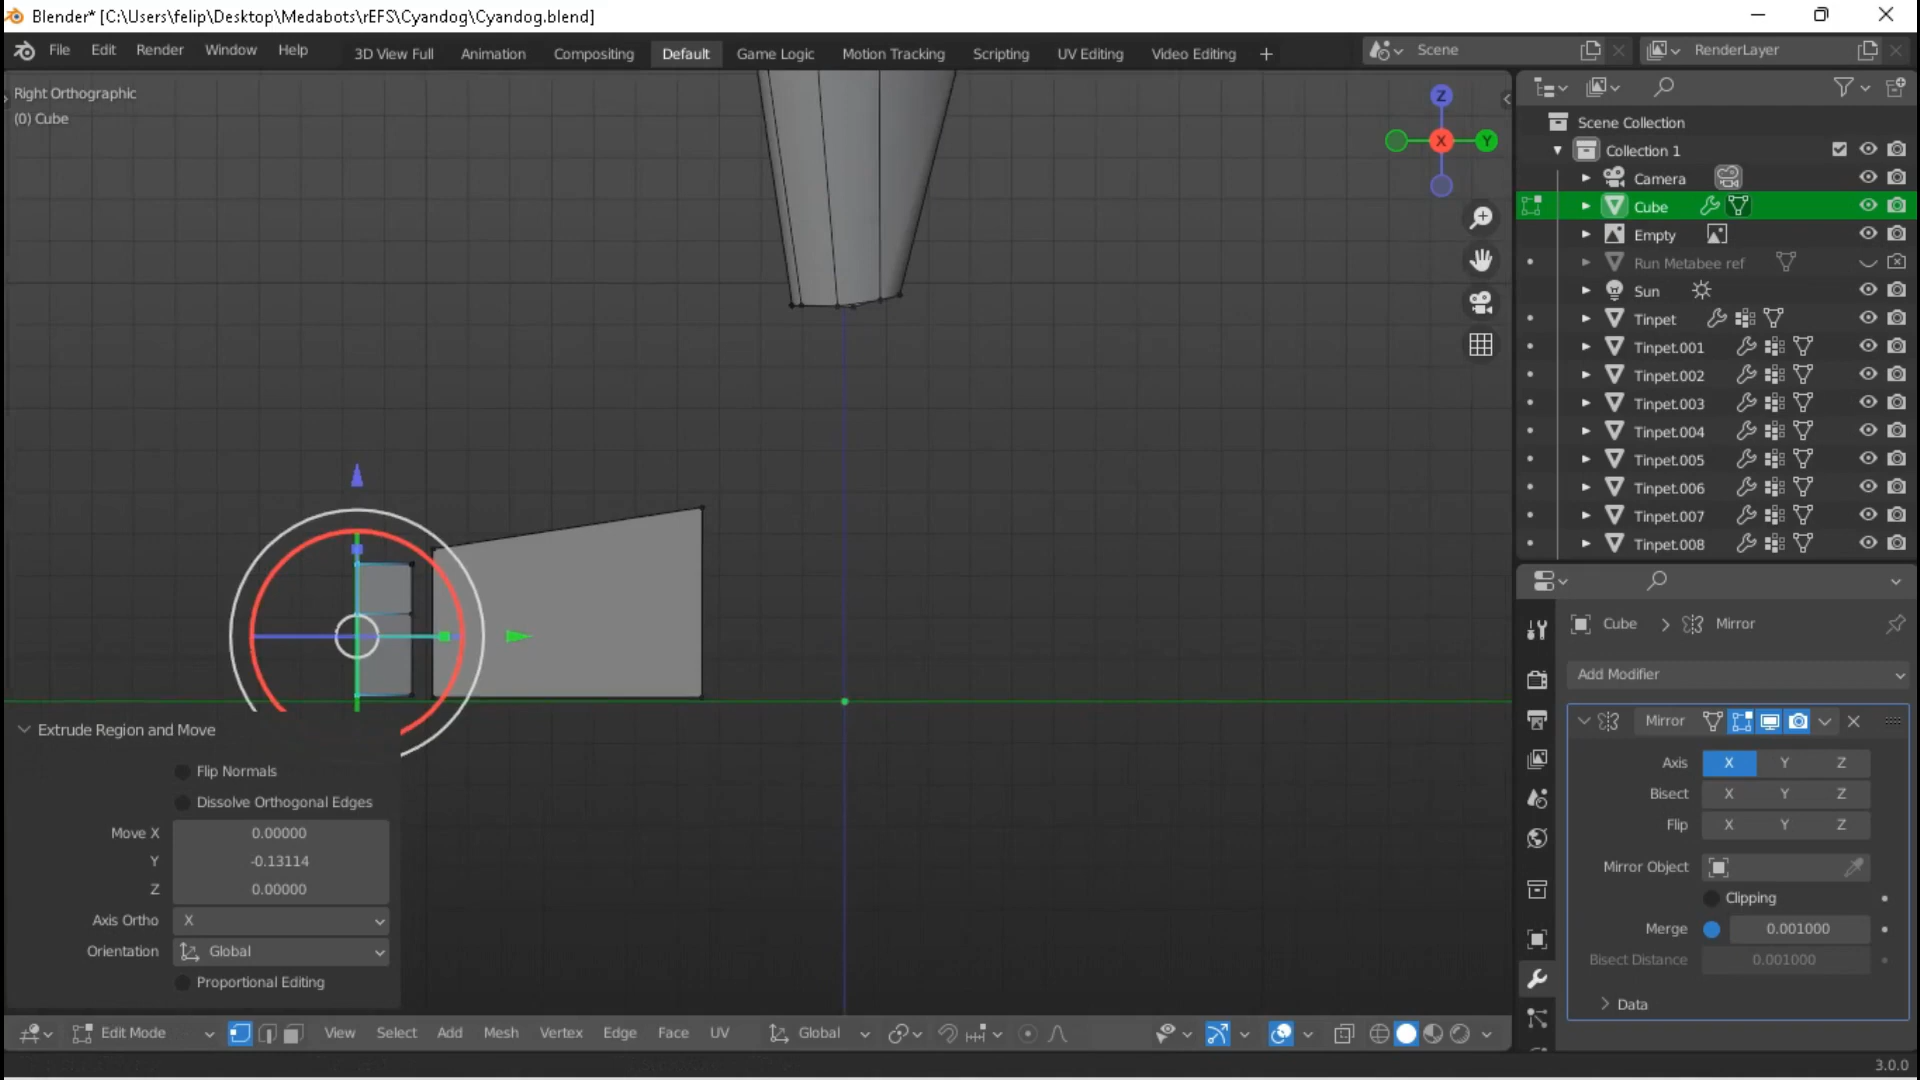 Blender* [C:\Users\felip\Desktop\Medabots\rEFS\Cyandog\Cyandog.blend]
File Edit Render Window Help 3D View Full Animation Compositing Default Game Logic Motion Tracking Scripting UV Editing Video Editing + Scene RenderLayer
Right Orthographic
(0) Cube
Z
X
Y
Scene Collection
Collection 1
Camera
Cube
Empty
Run Metabee ref
Sun
Tinpet
Tinpet.001
Tinpet.002
Tinpet.003
Tinpet.004
Tinpet.005
Tinpet.006
Tinpet.007
Tinpet.008
Cube > Mirror
Add Modifier
Mirror
Axis X Y Z
Bisect X Y Z
Flip X Y Z
Mirror Object
Clipping
Merge 0.001000
Bisect Distance 0.001000
Data
Extrude Region and Move
Flip Normals
Dissolve Orthogonal Edges
Move X 0.00000
Y -0.13114
Z 0.00000
Axis Ortho X
Orientation Global
Proportional Editing
Edit Mode View Select Add Mesh Vertex Edge Face UV Global
3.0.0